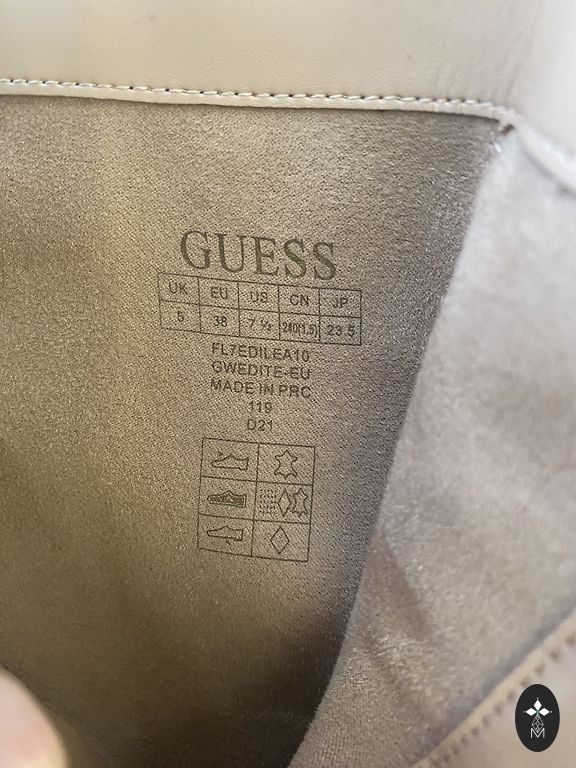 GUESS
UK EU US CN JP
5 38 7 ½ 240(1.5) 23.5
FL7EDILEA10
GWEDITE-EU
MADE IN PRC
119
D21
M